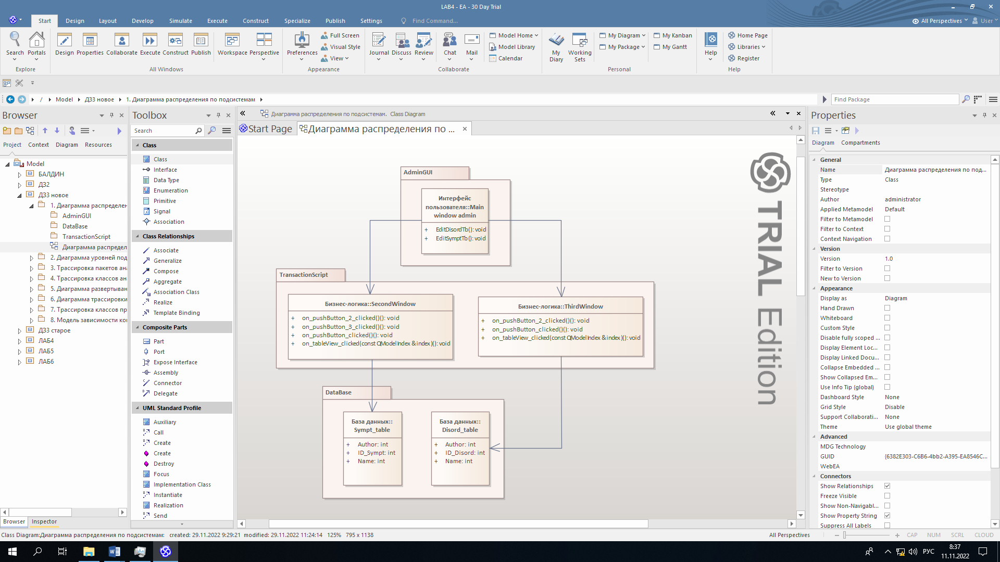 LAB4 - EA - 30 Day Trial
Start Design Layout Develop Simulate Execute Construct Specialize Publish Settings Find Command... All Perspectives User
Search Portals
Explore
Design Properties Collaborate Execute Construct Publish Workspace Perspective
All Windows
Preferences
Full Screen
Visual Style
View
Appearance
Journal Discuss Review Chat Mail
Model Home
Model Library
Calendar
Collaborate
My Diary
Working Sets
My Diagram
My Package
My Kanban
My Gantt
Personal
Help
Home Page
Libraries
Register
Help
/ Model ДЗ3 новое 1. Диаграмма распределения по подсистемам
Find Package
Browser
Project Context Diagram Resources
Model
БАЛДИН
ДЗ2
ДЗ3 новое
1. Диаграмма распределен
AdminGUI
DataBase
TransactionScript
Диаграмма распредел
2. Диаграмма уровней под
3. Трассировка пакетов ана
4. Трассировка классов ан
5. Диаграмма развертыван
6. Диаграмма трассировки
7. Трассировка классов пр
8. Модель зависимости ко
ДЗ3 старое
ЛАБ4
ЛАБ5
ЛАБ6
Browser Inspector
Toolbox
Search
Class
Class
Interface
Data Type
Enumeration
Primitive
Signal
Association
Class Relationships
Associate
Generalize
Compose
Aggregate
Association Class
Realize
Template Binding
Composite Parts
Part
Port
Expose Interface
Assembly
Connector
Delegate
UML Standard Profile
Auxiliary
Call
Create
Create
Destroy
Focus
Implementation Class
Instantiate
Realization
Send
Диаграмма распределения по подсистемам. Class Diagram
Start Page Диаграмма распределения по ...
AdminGUI
Интерфейс
пользователя::Main
window admin
+ EditDisordTb(): void
+ EditSymptTb(): void
TransactionScript
Бизнес-логика::SecondWindow
+ on_pushButton_2_clicked()(): void
+ on_pushButton_3_clicked()(): void
+ on_pushButton_clicked()(): void
+ on_tableView_clicked(const QModelIndex &index)(): void
Бизнес-логика::ThirdWindow
+ on_pushButton_2_clicked()(): void
+ on_pushButton_clicked()(): void
+ on_tableView_clicked(const QModelIndex &index)(): void
DataBase
База данных::
Sympt_table
+ Author: int
+ ID_Sympt: int
+ Name: int
База данных::
Disord_table
+ Author: int
+ ID_Disord: int
+ Name: int
TRIAL Edition
Properties
Diagram Compartments
General
Name Диаграмма распределения по под...
Type Class
Stereotype
Author administrator
Applied Metamodel Default
Filter to Metamodel
Filter to Context
Context Navigation
Version
Version 1.0
Filter to Version
New to Version
Appearance
Display as Diagram
Hand Drawn
Whiteboard
Custom Style
Disable fully scoped ...
Display Element Loc...
Display Linked Docu...
Collapse Embedded ...
Show Collapsed Em...
Use Info Tip (global)
Dashboard Style None
Grid Style Disable
Support Collaborati... None
Theme Use global theme
Advanced
MDG Technology
GUID {6382E303-C6B6-4bb2-A395-EA8546C...
WebEA
Connectors
Show Relationships
Freeze Visible
Show Non-Navigabl...
Show Property String
Suppress All Labels
Class Diagram:Диаграмма распределения по подсистемам: created: 29.11.2022 9:29:21 modified: 29.11.2022 11:24:14 125% 795 x 1138
All Perspectives CAP NUM SCRL CLOUD
РУС
8:37
11.11.2022